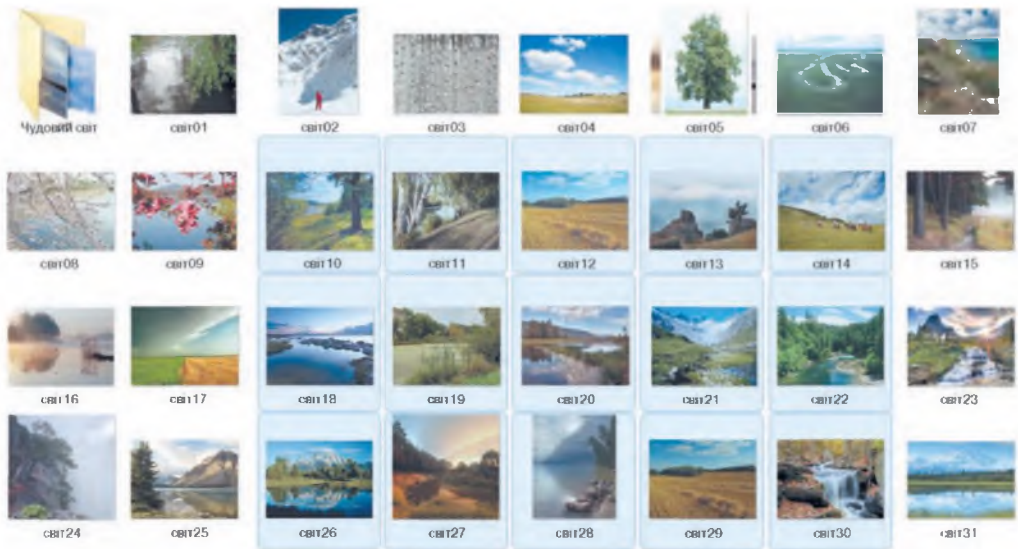 Чудовий світ світ01 світ02 світ03 світ04 світ05 світ06 світ07
світ08 світ09 світ10 світ11 світ12 світ13 світ14 світ15
світ16 світ17 світ18 світ19 світ20 світ21 світ22 світ23
світ24 світ25 світ26 світ27 світ28 світ29 світ30 світ31